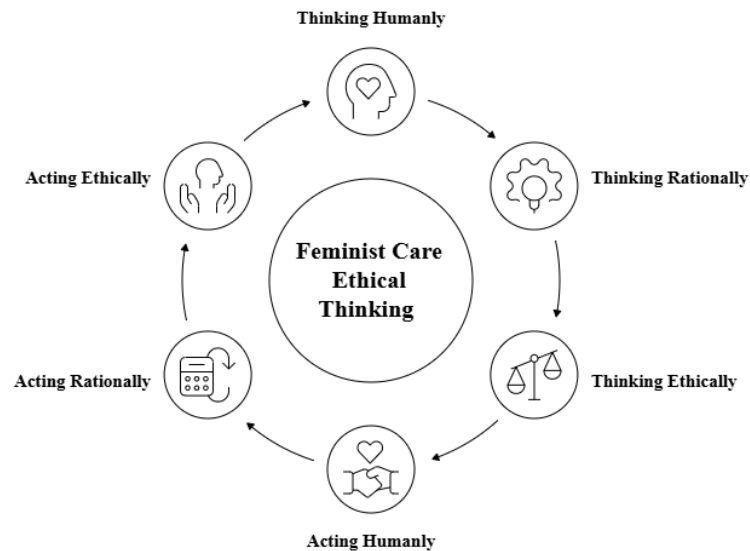 Thinking Humanly
Acting Ethically
Thinking Rationally
Feminist Care
Ethical
Thinking
Acting Rationally
Thinking Ethically
Acting Humanly